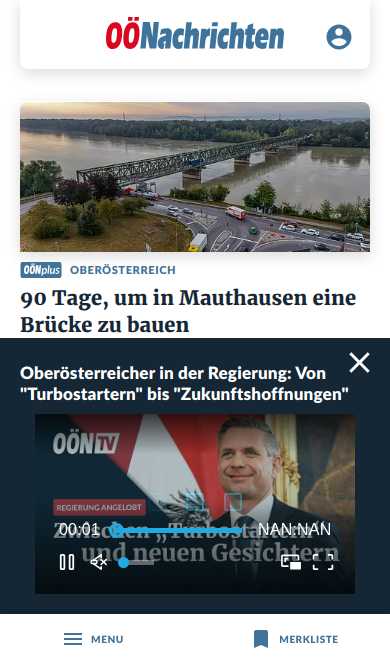 OÖNachrichten
OÖNplus OBERÖSTERREICH
90 Tage, um in Mauthausen eine
Brücke zu bauen
Oberösterreicher in der Regierung: Von
"Turbostartern" bis "Zukunftshoffnungen"
OÖN TV
REGIERUNG ANGELOBT
Zwischen „Turbostartern“
und neuen Gesichtern
00:01 NAN:NAN
MENU MERKLISTE